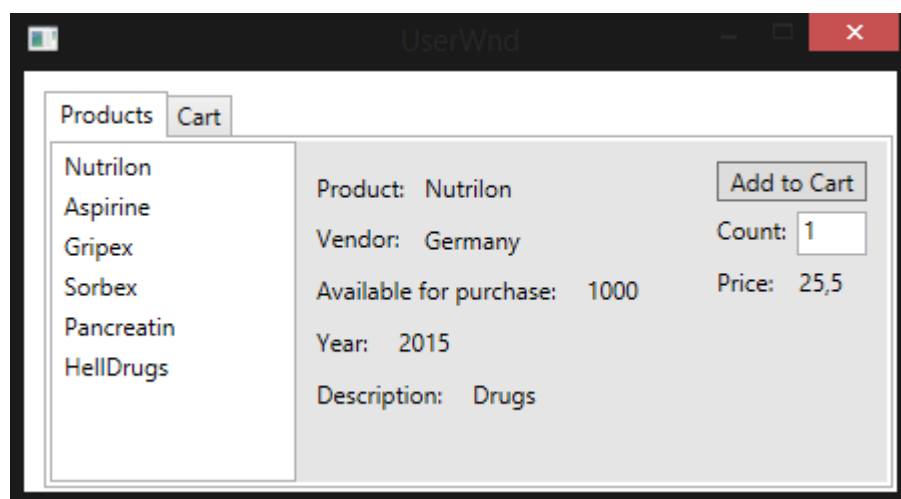 UserWnd
Products Cart
Nutrilon
Aspirine
Gripex
Sorbex
Pancreatin
HellDrugs
Product: Nutrilon
Vendor: Germany
Available for purchase: 1000
Year: 2015
Description: Drugs
Add to Cart
Count: 1
Price: 25,5